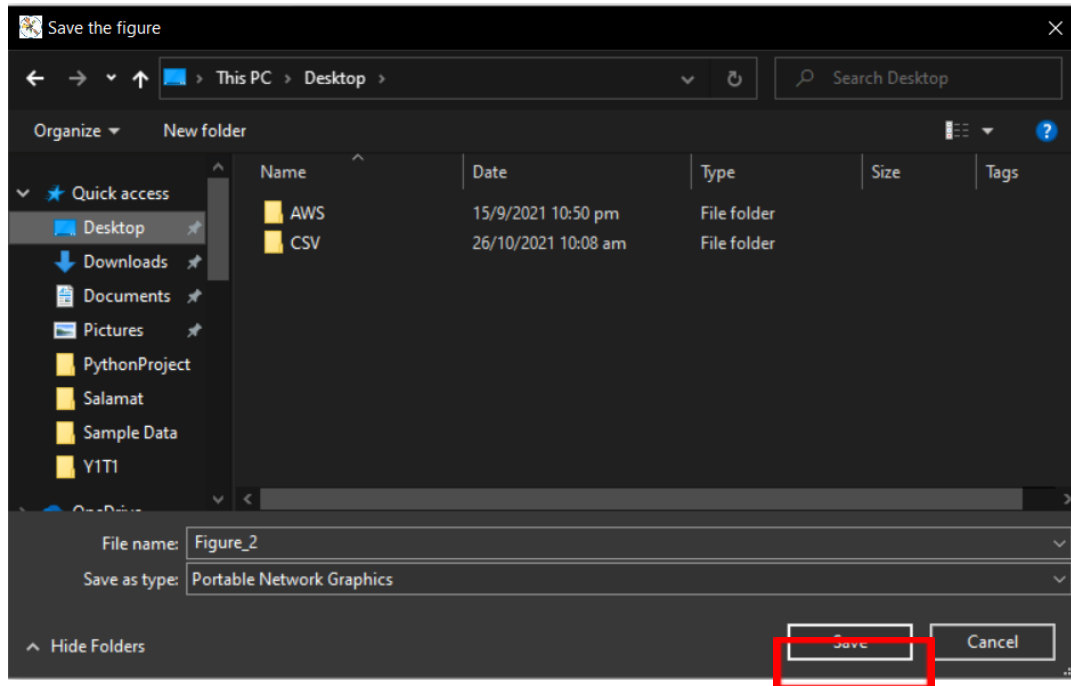 Save the figure
This PC > Desktop >
Search Desktop
Organize
New folder
Name Date Type Size Tags
Quick access
Desktop
Downloads
Documents
Pictures
PythonProject
Salamat
Sample Data
Y1T1
OneDrive
AWS 15/9/2021 10:50 pm File folder
CSV 26/10/2021 10:08 am File folder
File name: Figure_2
Save as type: Portable Network Graphics
Hide Folders
Save
Cancel